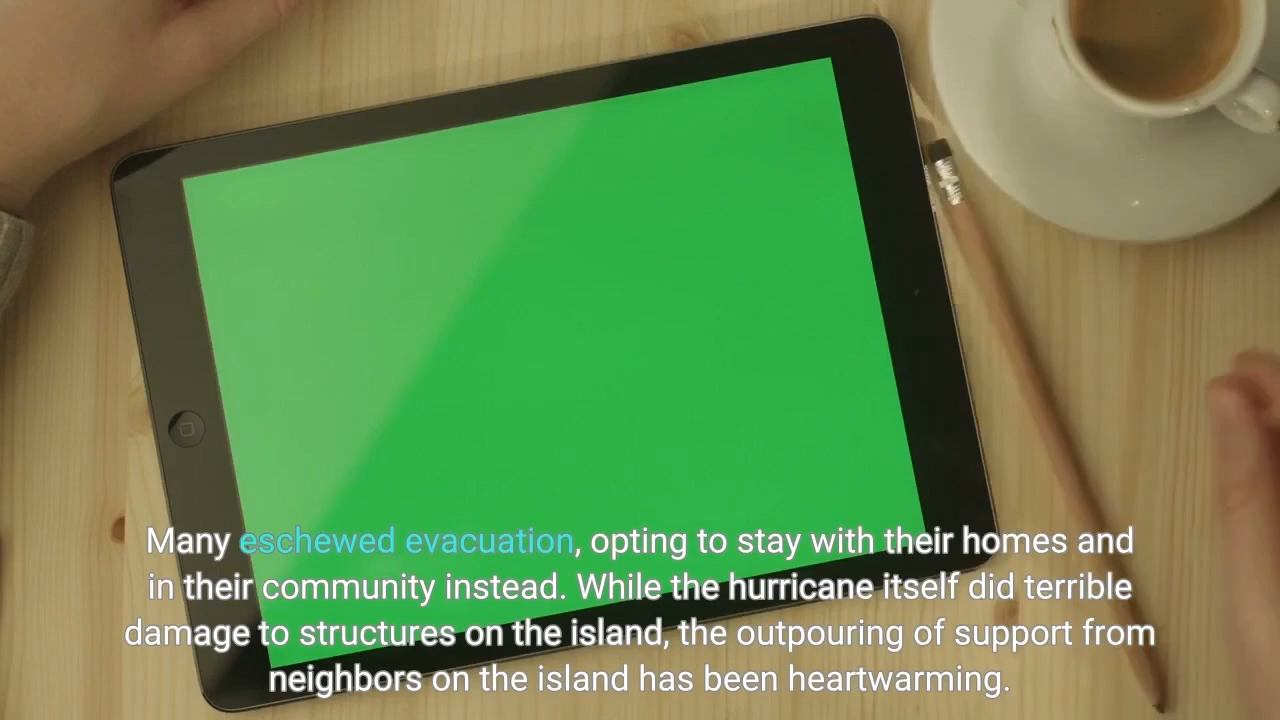 Many eschewed evacuation, opting to stay with their homes and
in their community instead. While the hurricane itself did terrible
damage to structures on the island, the outpouring of support from
neighbors on the island has been heartwarming.